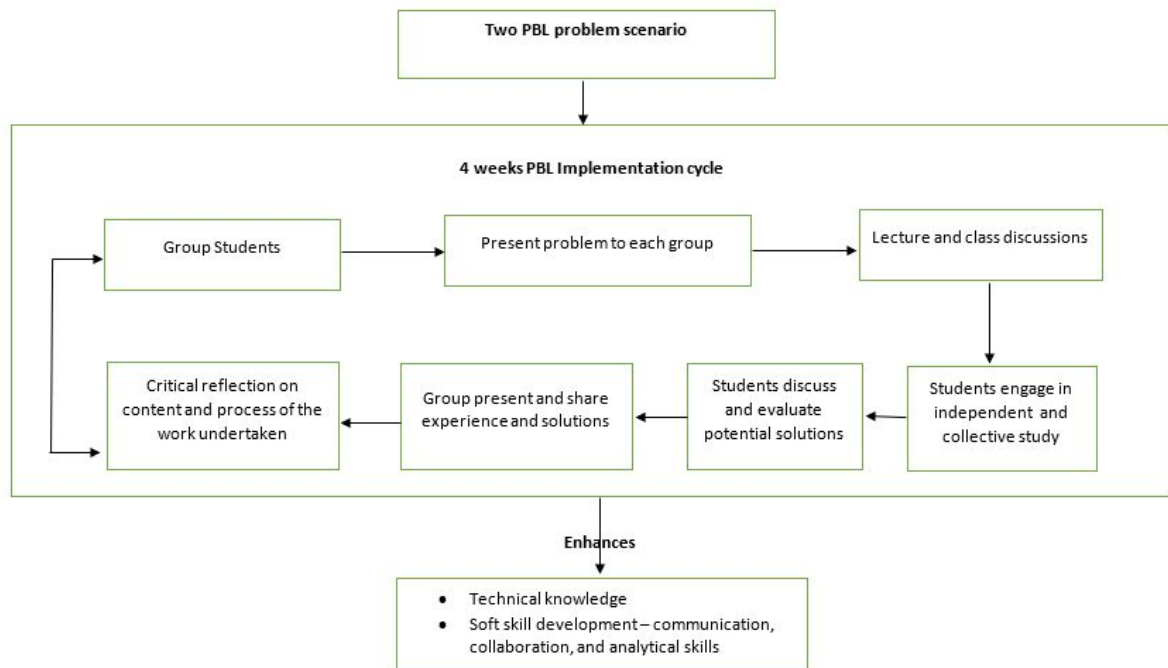 Two PBL problem scenario
4 weeks PBL Implementation cycle
Group Students
Present problem to each group
Lecture and class discussions
Critical reflection on
content and process of the
work undertaken
Group present and share
experience and solutions
Students discuss
and evaluate
potential solutions
Students engage in
independent and
collective study
Enhances
• Technical knowledge
• Soft skill development – communication,
collaboration, and analytical skills